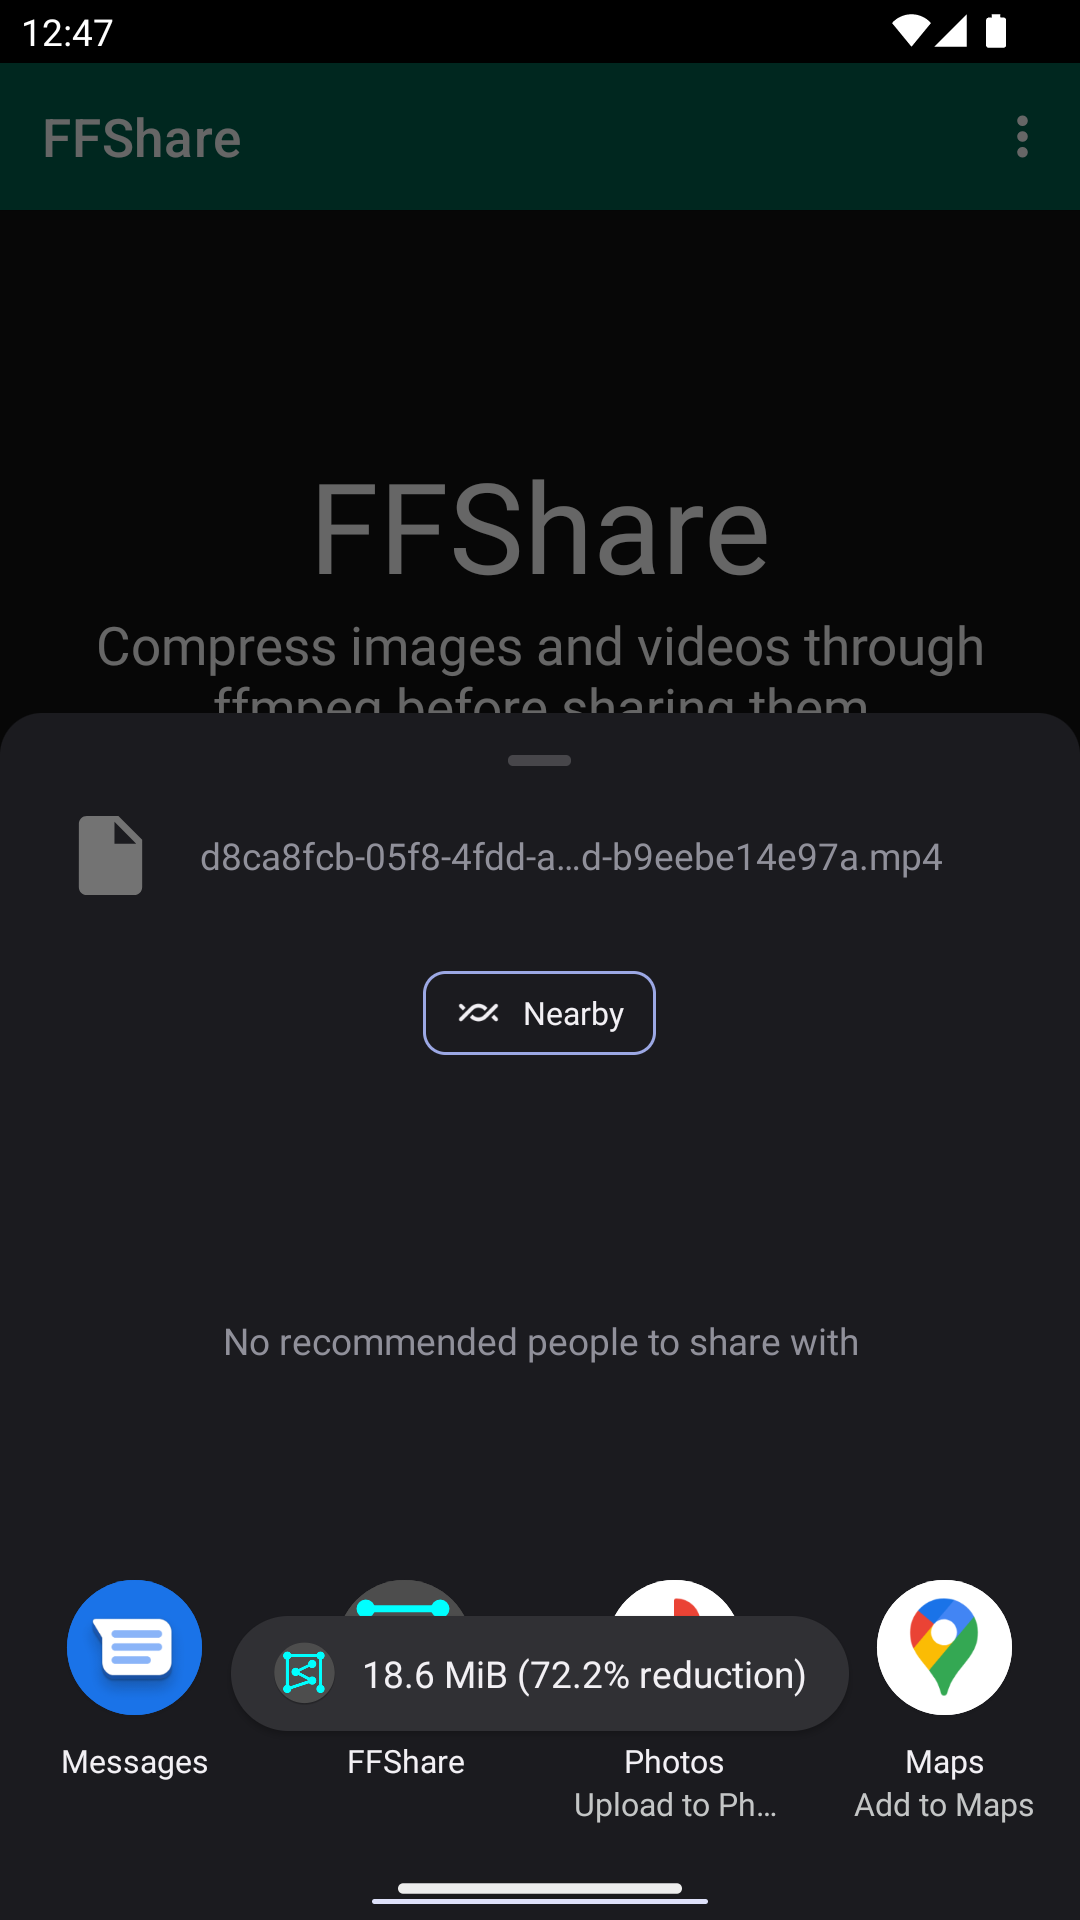 12:47
FFShare
FFShare
Compress images and videos through
ffmpeg before sharing them
d8ca8fcb-05f8-4fdd-a...d-b9eebe14e97a.mp4
Nearby
No recommended people to share with
18.6 MiB (72.2% reduction)
Messages
FFShare
Photos
Maps
Upload to Ph...
Add to Maps